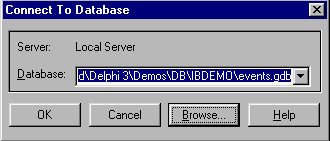 Connect To Database
Server: Local Server
Database: d\Delphi 3\Demos\DB\IBDEMO\events.gdb
OK Cancel Browse... Help